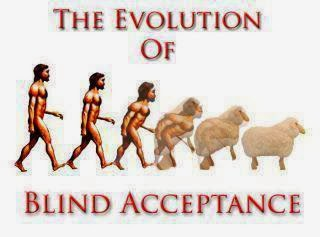 The Evolution
Of
Blind Acceptance